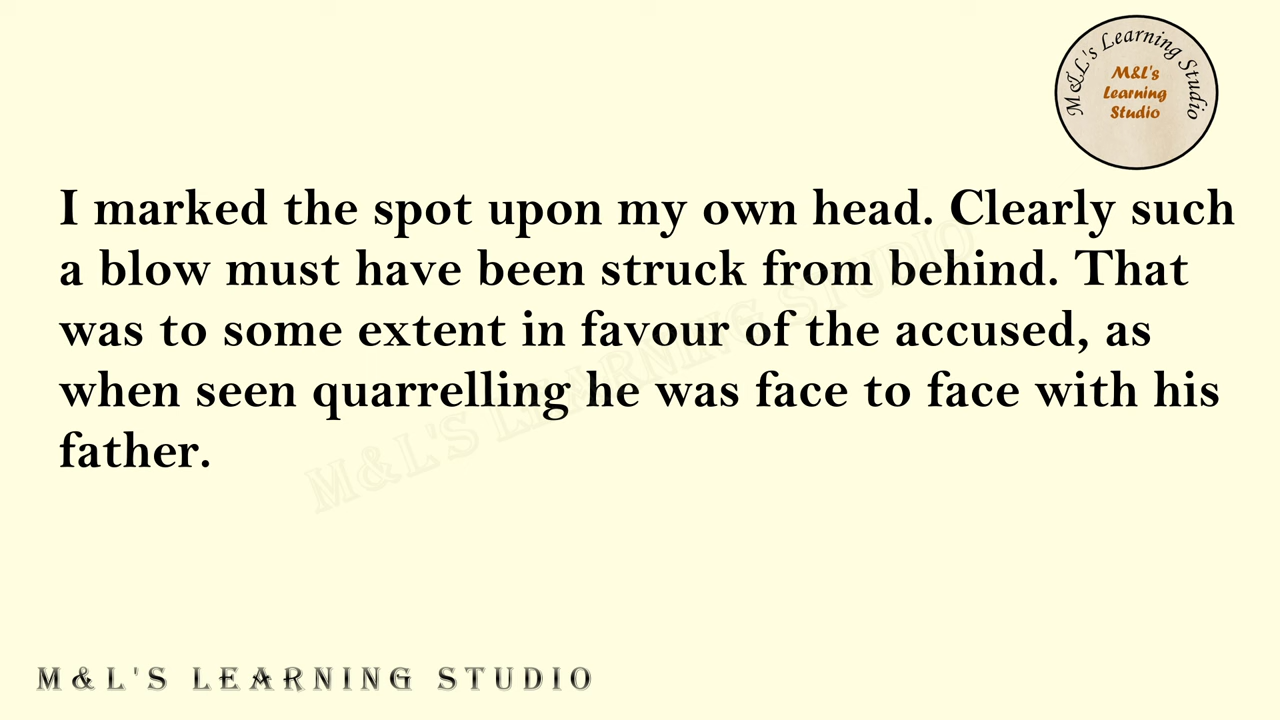 M&L's Learning Studio
M&L's
Learning
Studio
I marked the spot upon my own head. Clearly such
a blow must have been struck from behind. That
was to some extent in favour of the accused, as
when seen quarrelling he was face to face with his
father.
M&L'S LEARNING STUDIO
M&L'S LEARNING STUDIO